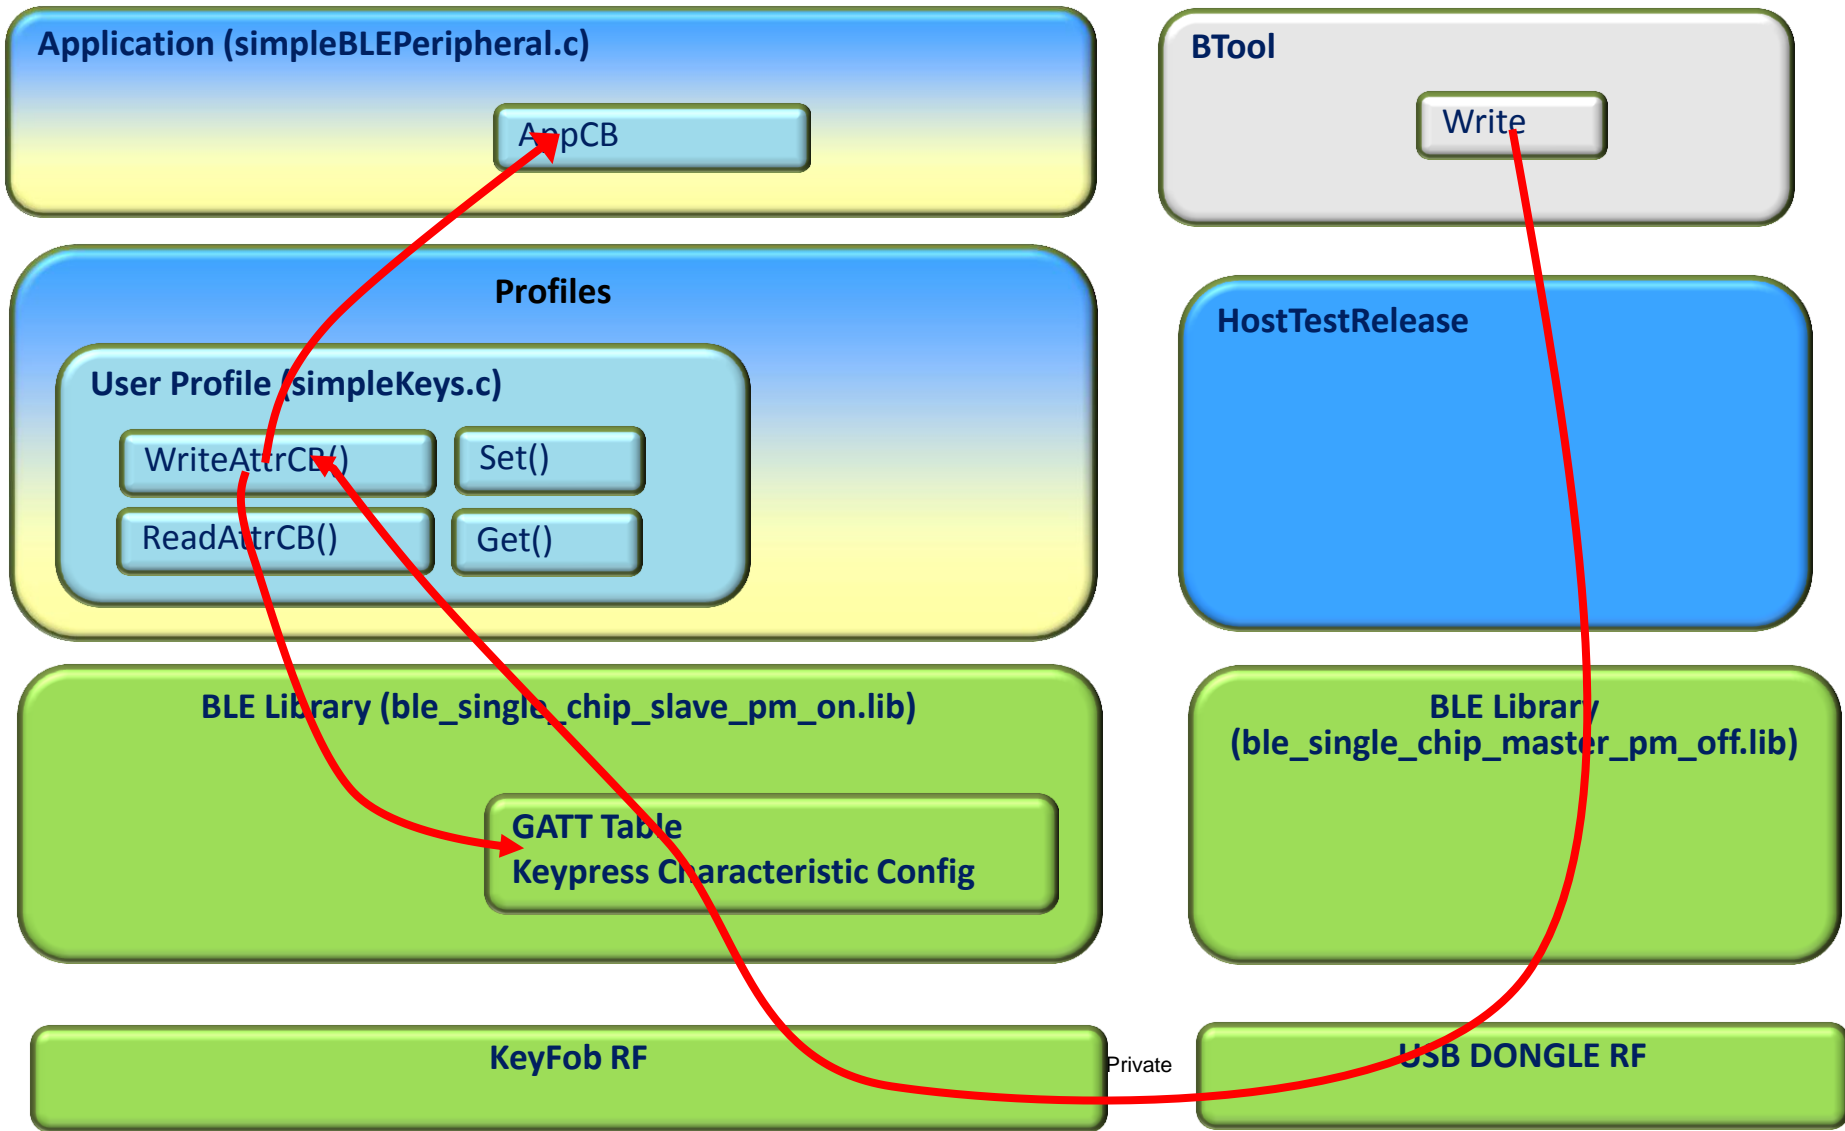 Application (simpleBLEPeripheral.c)
AppCB
BTool
Write
Profiles
User Profile (simpleKeys.c)
WriteAttrCB()
Set()
ReadAttrCB()
Get()
HostTestRelease
BLE Library (ble_single_chip_slave_pm_on.lib)
GATT Table
Keypress Characteristic Config
BLE Library
(ble_single_chip_master_pm_off.lib)
KeyFob RF
Private
USB DONGLE RF